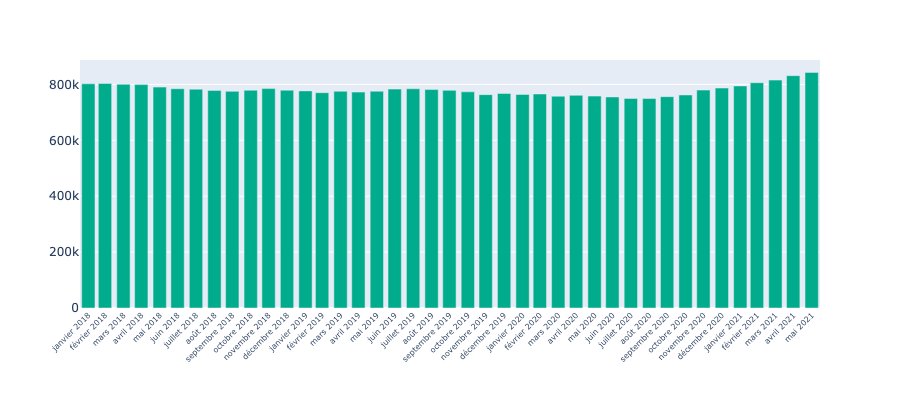 800k
600k
400k
200k
0
janvier 2018
février 2018
mars 2018
avril 2018
mai 2018
juin 2018
juillet 2018
août 2018
septembre 2018
octobre 2018
novembre 2018
décembre 2018
janvier 2019
février 2019
mars 2019
avril 2019
mai 2019
juin 2019
juillet 2019
août 2019
septembre 2019
octobre 2019
novembre 2019
décembre 2019
janvier 2020
février 2020
mars 2020
avril 2020
mai 2020
juin 2020
juillet 2020
août 2020
septembre 2020
octobre 2020
novembre 2020
décembre 2020
janvier 2021
février 2021
mars 2021
avril 2021
mai 2021